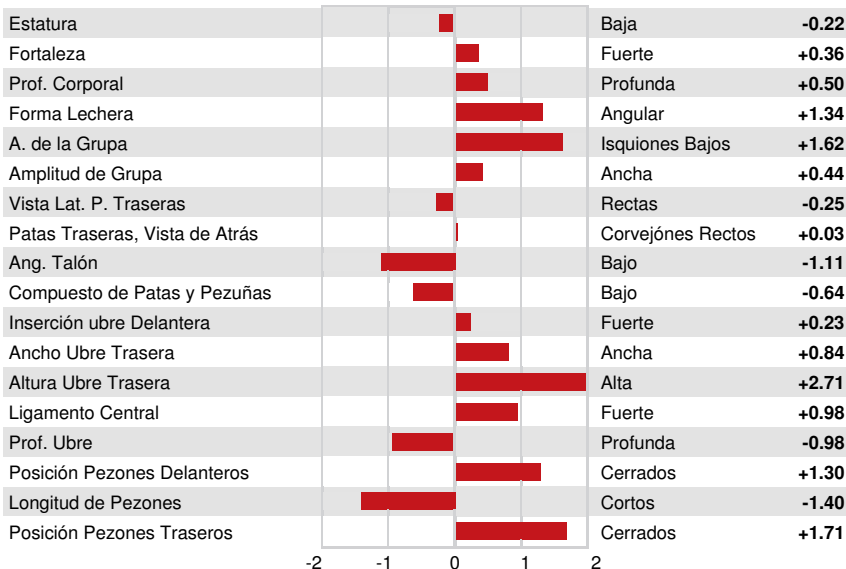 Estatura Baja -0.22
Fortaleza Fuerte +0.36
Prof. Corporal Profunda +0.50
Forma Lechera Angular +1.34
A. de la Grupa Isquiones Bajos +1.62
Amplitud de Grupa Ancha +0.44
Vista Lat. P. Traseras Rectas -0.25
Patas Traseras, Vista de Atrás Corvejónes Rectos +0.03
Ang. Talón Bajo -1.11
Compuesto de Patas y Pezuñas Bajo -0.64
Inserción ubre Delantera Fuerte +0.23
Ancho Ubre Trasera Ancha +0.84
Altura Ubre Trasera Alta +2.71
Ligamento Central Fuerte +0.98
Prof. Ubre Profunda -0.98
Posición Pezones Delanteros Cerrados +1.30
Longitud de Pezones Cortos -1.40
Posición Pezones Traseros Cerrados +1.71
-2 -1 0 1 2